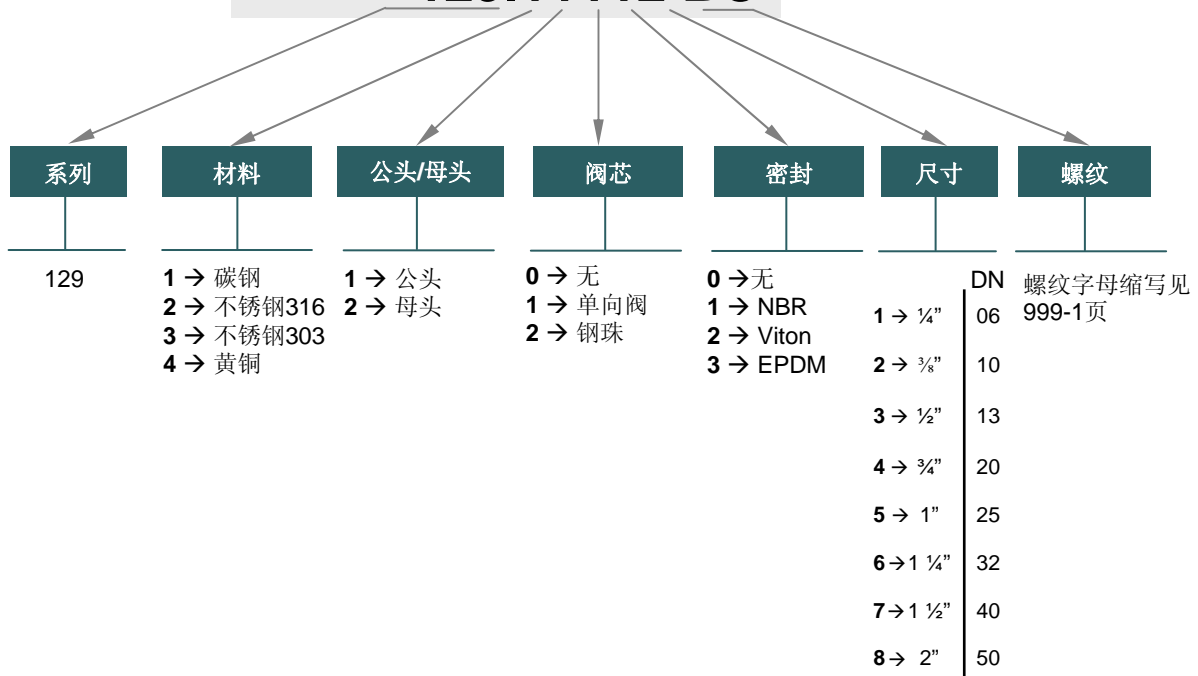 系列
材料
公头/母头
阀芯
密封
尺寸
螺纹
129
1 → 碳钢
2 → 不锈钢316
3 → 不锈钢303
4 → 黄铜
1 → 公头
2 → 母头
0 → 无
1 → 单向阀
2 → 钢珠
0 →无
1 → NBR
2 → Viton
3 → EPDM
DN
1 → ¼” 06
2 → ⅜” 10
3 → ½” 13
4 → ¾” 20
5 → 1” 25
6→1 ¼” 32
7→1 ½” 40
8→ 2” 50
螺纹字母缩写见
999-1页